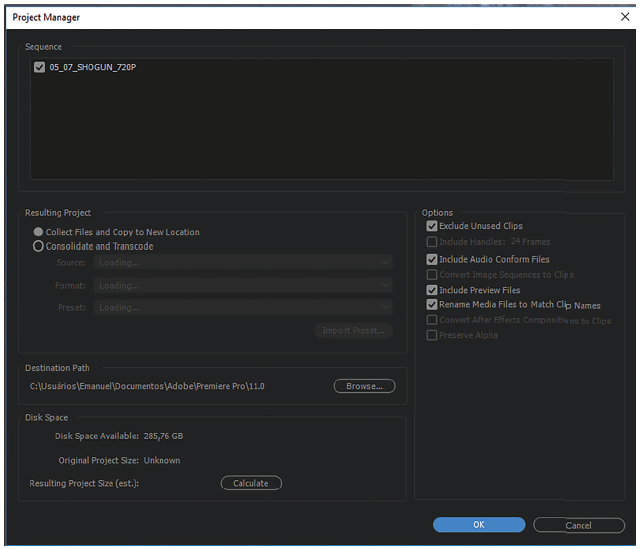 Project Manager
Sequence
05_07_SHOGUN_720P
Resulting Project
Collect Files and Copy to New Location
Consolidate and Transcode
Source: Loading...
Format: Loading...
Preset: Loading...
Import Preset...
Destination Path
C:\Usuários\Emanuel\Documentos\Adobe\Premiere Pro\11.0
Browse...
Disk Space
Disk Space Available: 285,76 GB
Original Project Size: Unknown
Resulting Project Size (est.):
Calculate
Options
Exclude Unused Clips
Include Handles: 24 Frames
Include Audio Conform Files
Convert Image Sequences to Clips
Include Preview Files
Rename Media Files to Match Clip Names
Convert After Effects Compositions to Clips
Preserve Alpha
OK
Cancel